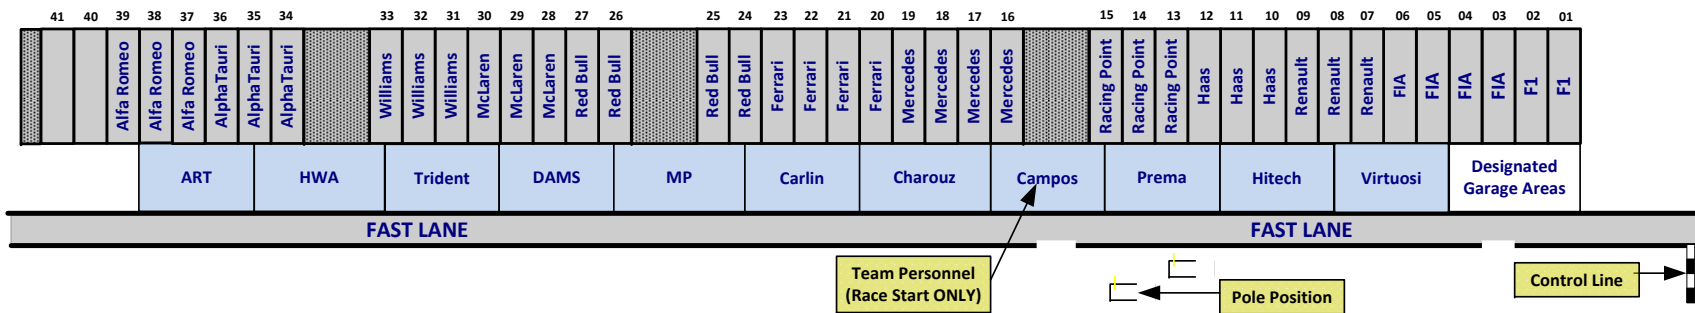 41 40 39 38 37 36 35 34 33 32 31 30 29 28 27 26 25 24 23 22 21 20 19 18 17 16 15 14 13 12 11 10 09 08 07 06 05 04 03 02 01
Alfa Romeo Alfa Romeo Alfa Romeo AlphaTauri AlphaTauri AlphaTauri Williams Williams Williams McLaren McLaren McLaren Red Bull Red Bull Red Bull Red Bull Ferrari Ferrari Ferrari Ferrari Mercedes Mercedes Mercedes Mercedes Racing Point Racing Point Racing Point Haas Haas Haas Renault Renault Renault FIA FIA FIA FIA F1 F1
ART HWA Trident DAMS MP Carlin Charouz Campos Prema Hitech Virtuosi Designated
Garage Areas
FAST LANE FAST LANE
Team Personnel
(Race Start ONLY)
Pole Position
Control Line